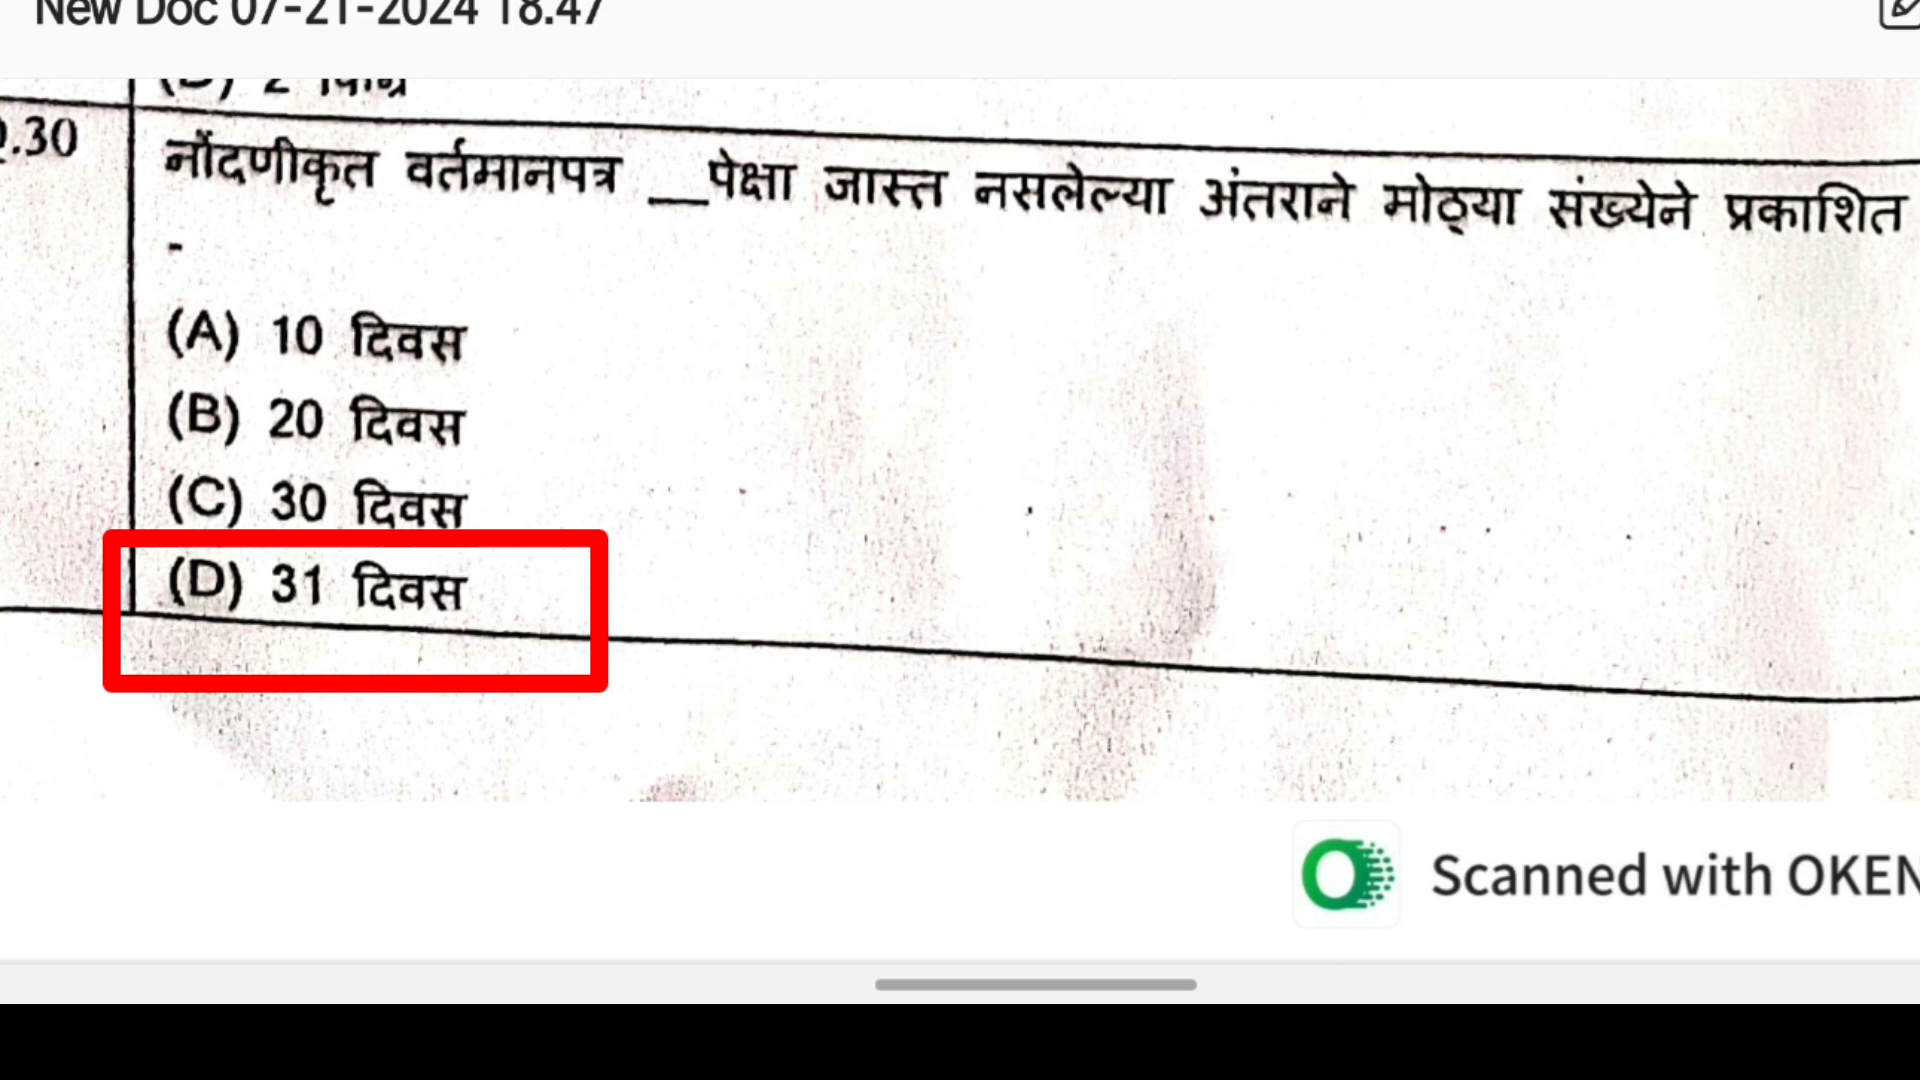 New Doc 07-21-2024 18.47
(D) 2
Q.30 नोंदणीकृत वर्तमानपत्र __पेक्षा जास्त नसलेल्या अंतराने मोठ्या संख्येने प्रकाशित
-
(A) 10 दिवस
(B) 20 दिवस
(C) 30 दिवस
(D) 31 दिवस
Scanned with OKEN